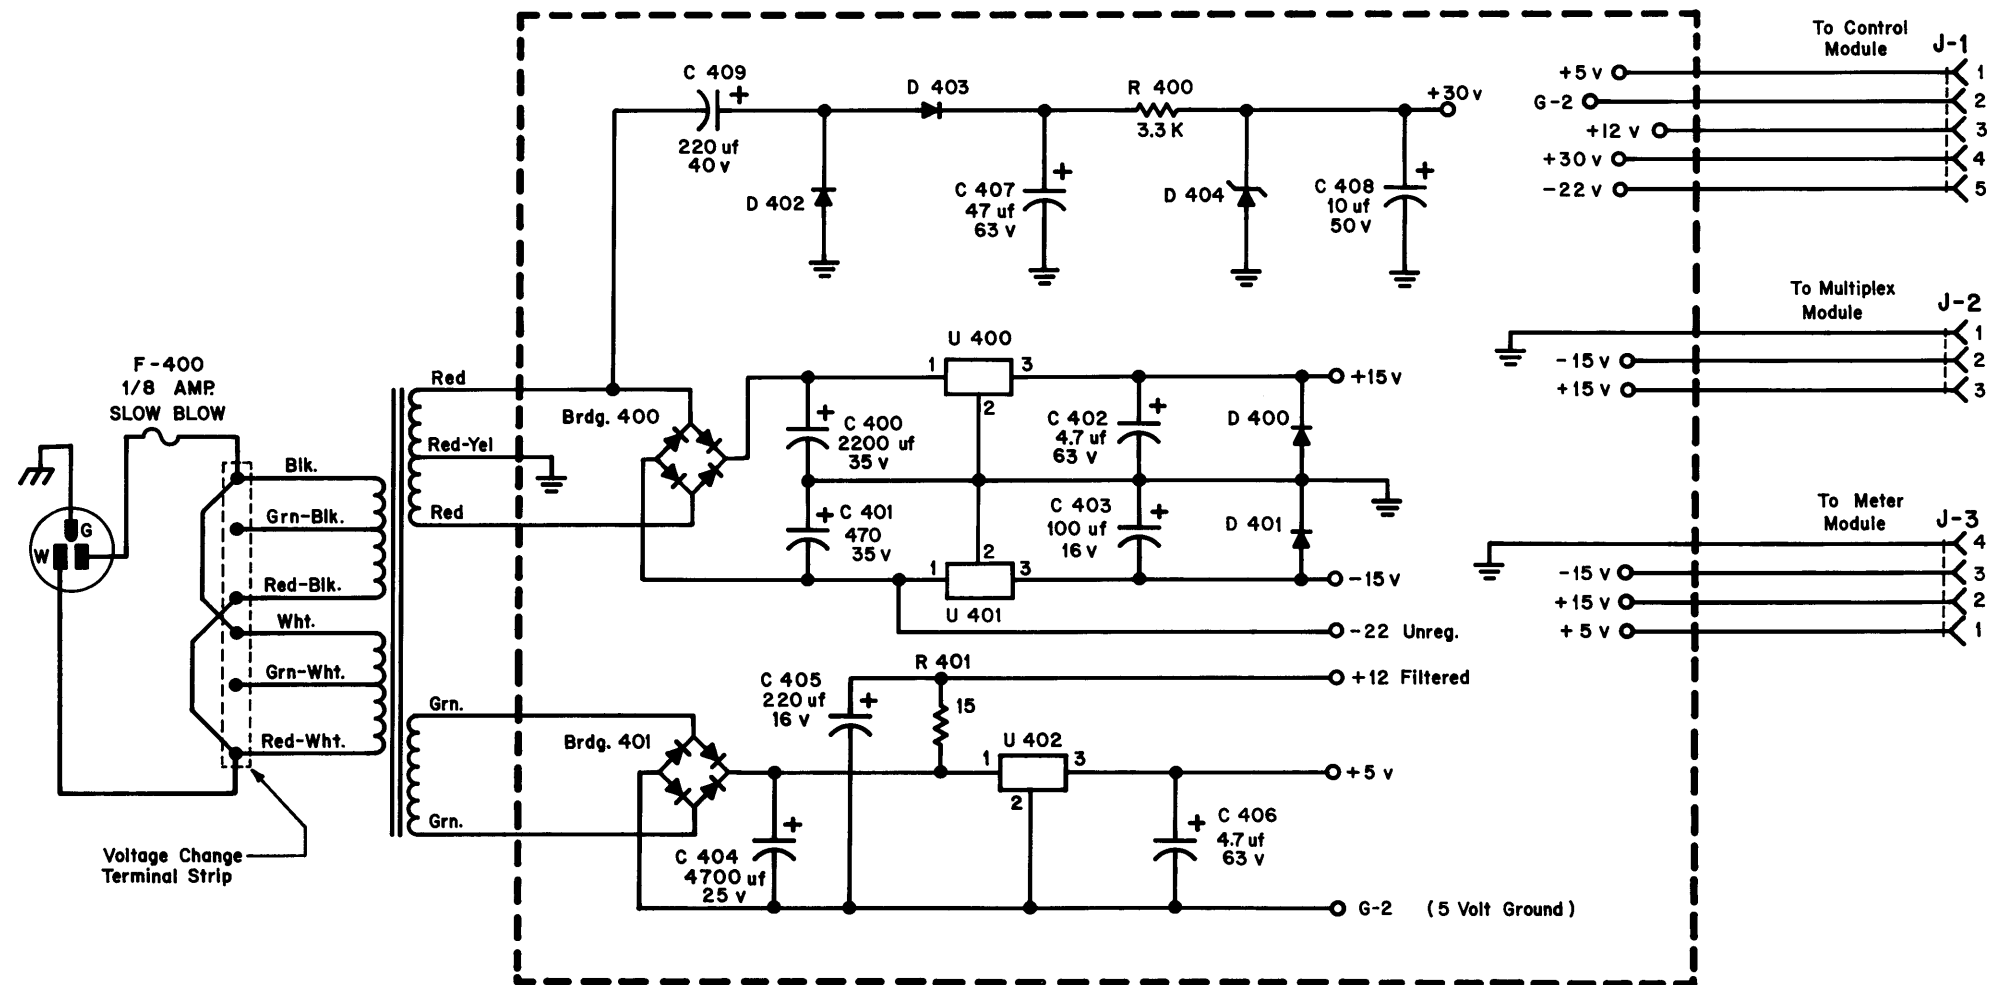 To Control
Module
J-1
+5 v
1
G-2
2
+12 v
3
+30 v
4
-22 v
5
C 409
+
220 uf
40 v
D 403
R 400
3.3 K
+30 v
D 402
C 407
47 uf
63 v
+
D 404
C 408
10 uf
50 v
+
To Multiplex
Module
J-2
1
-15 v
2
+15 v
3
F-400
1/8 AMP.
SLOW BLOW
Red
Red-Yel
Red
Brdg. 400
U 400
1
3
2
+15 v
+
C 400
2200 uf
35 v
C 402
4.7 uf
63 v
+
D 400
+
C 401
470
35 v
C 403
100 uf
16 v
+
D 401
2
1
3
U 401
-15 v
-22 Unreg.
G
W
Blk.
Grn-Blk.
Red-Blk.
Wht.
Grn-Wht.
Red-Wht.
Voltage Change
Terminal Strip
To Meter
Module
J-3
4
-15 v
3
+15 v
2
+5 v
1
C 405
220 uf
16 v
+
R 401
15
+12 Filtered
Grn.
Grn.
Brdg. 401
U 402
1
3
2
+5 v
C 404
4700 uf
25 v
+
+
C 406
4.7 uf
63 v
G-2 (5 Volt Ground)